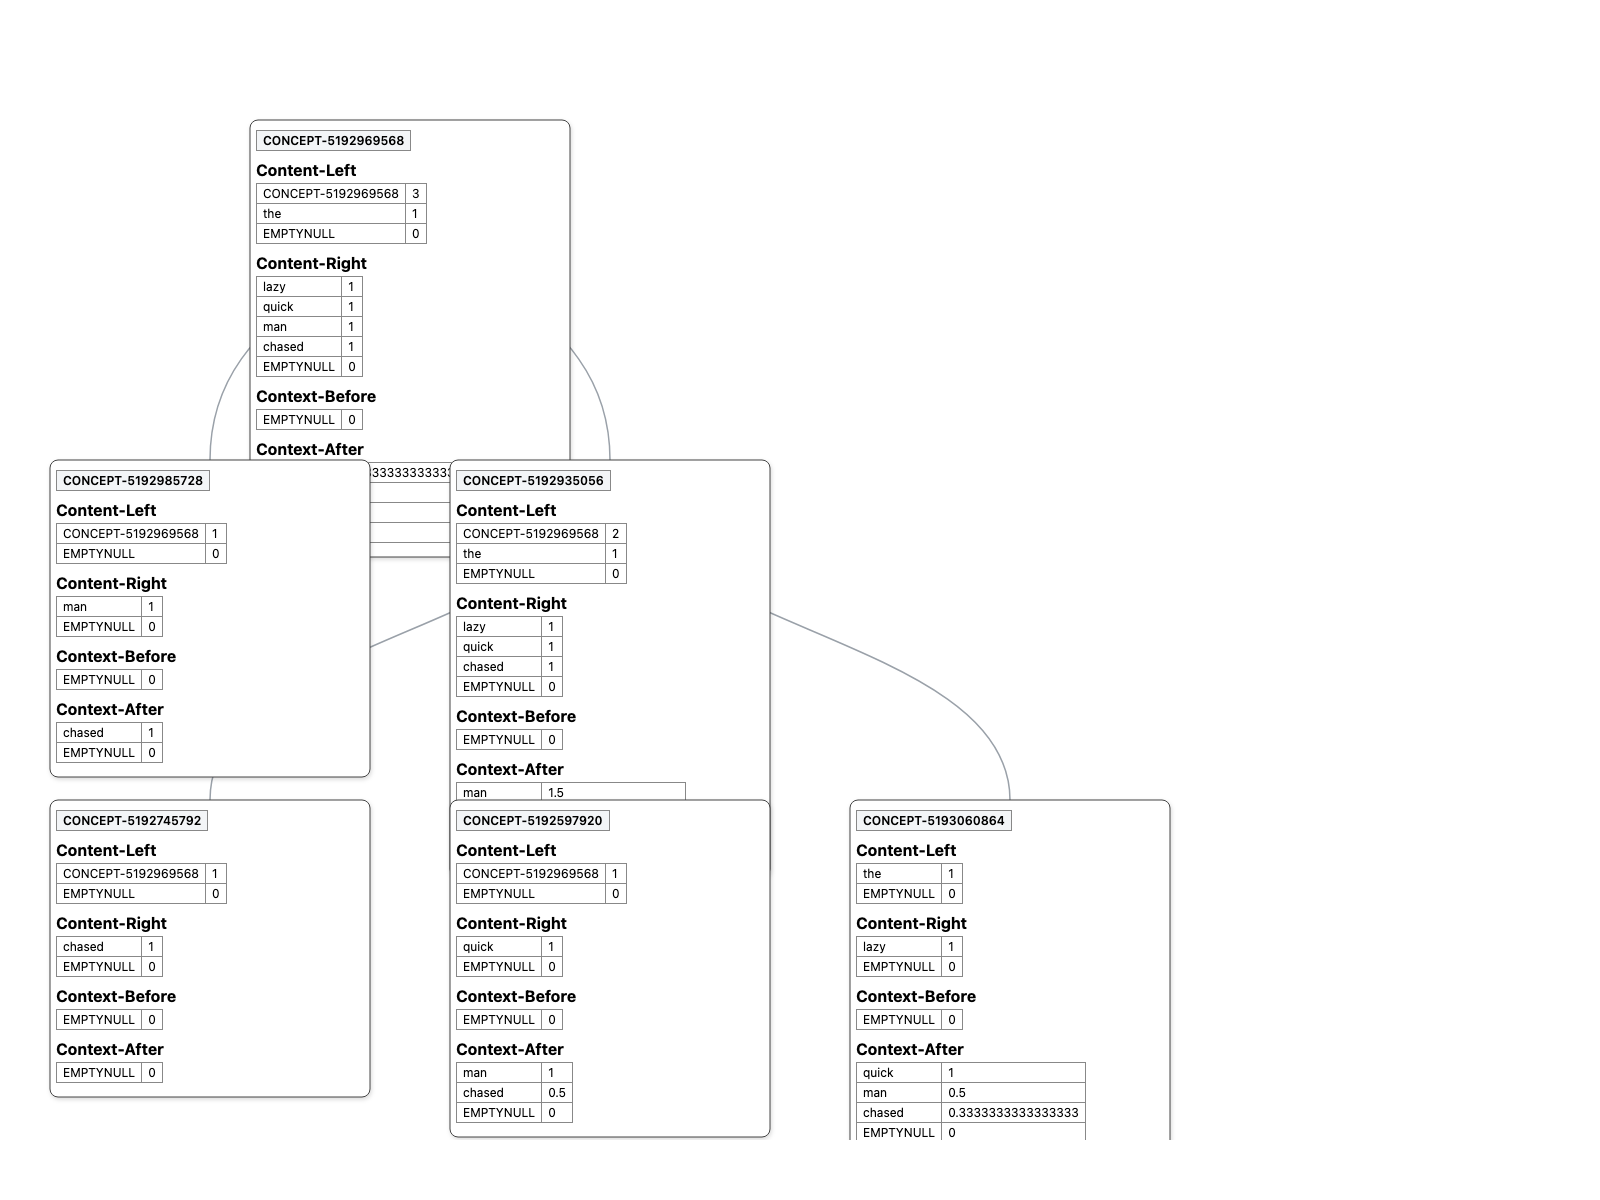 CONCEPT-5192969568
Content-Left
CONCEPT-5192969568 3
the 1
EMPTYNULL 0
Content-Right
lazy 1
quick 1
man 1
chased 1
EMPTYNULL 0
Context-Before
EMPTYNULL 0
Context-After
CONCEPT-5192985728
Content-Left
CONCEPT-5192969568 1
EMPTYNULL 0
Content-Right
man 1
EMPTYNULL 0
Context-Before
EMPTYNULL 0
Context-After
chased 1
EMPTYNULL 0
CONCEPT-5192935056
Content-Left
CONCEPT-5192969568 2
the 1
EMPTYNULL 0
Content-Right
lazy 1
quick 1
chased 1
EMPTYNULL 0
Context-Before
EMPTYNULL 0
Context-After
man 1.5
CONCEPT-5192745792
Content-Left
CONCEPT-5192969568 1
EMPTYNULL 0
Content-Right
chased 1
EMPTYNULL 0
Context-Before
EMPTYNULL 0
Context-After
EMPTYNULL 0
CONCEPT-5192597920
Content-Left
CONCEPT-5192969568 1
EMPTYNULL 0
Content-Right
quick 1
EMPTYNULL 0
Context-Before
EMPTYNULL 0
Context-After
man 1
chased 0.5
EMPTYNULL 0
CONCEPT-5193060864
Content-Left
the 1
EMPTYNULL 0
Content-Right
lazy 1
EMPTYNULL 0
Context-Before
EMPTYNULL 0
Context-After
quick 1
man 0.5
chased 0.3333333333333333
EMPTYNULL 0